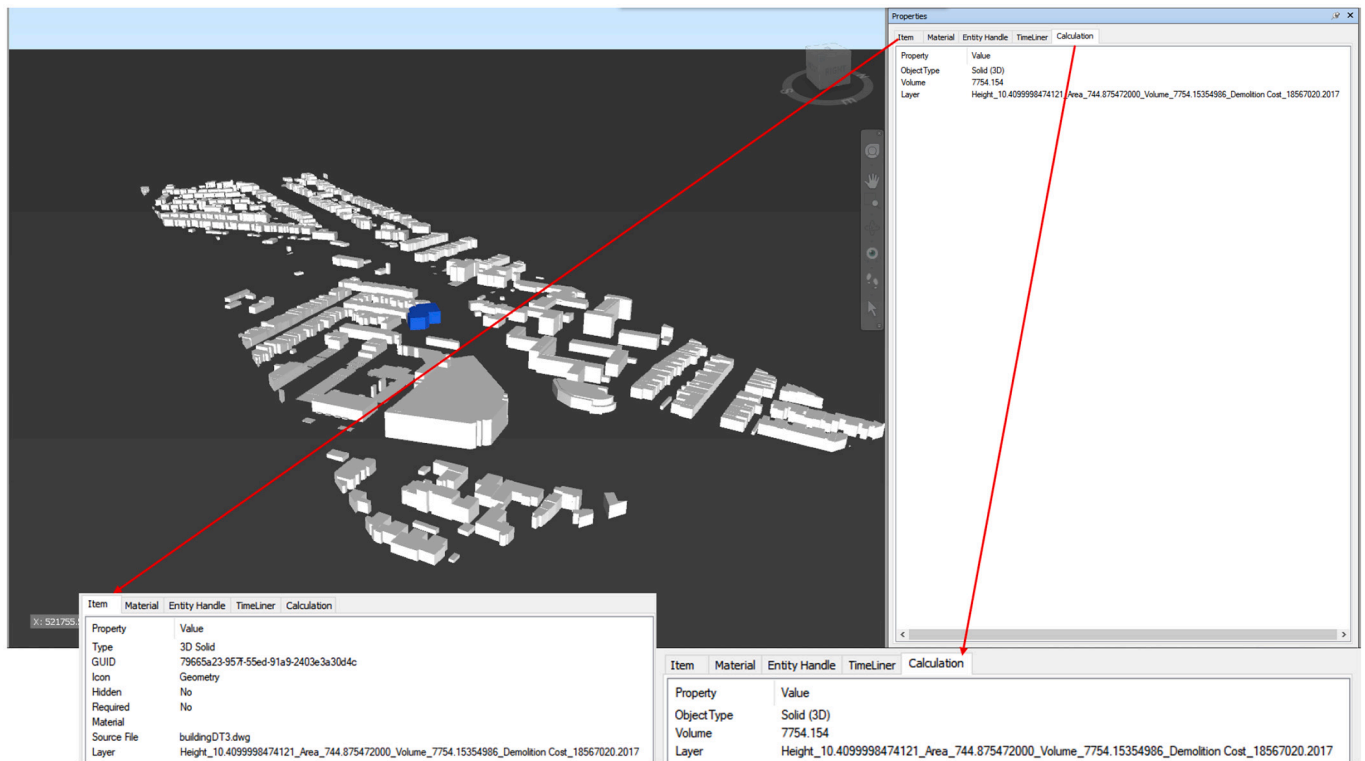 Properties
Item Material Entity Handle TimeLiner Calculation
Property Value
ObjectType Solid (3D)
Volume 7754.154
Layer Height_10.4099998474121_Area_744.875472000_Volume_7754.15354986_Demolition Cost_18567020.2017
S
E
X: 521755.
Item Material Entity Handle TimeLiner Calculation
Property Value
Type 3D Solid
GUID 79665a23-957f-55ed-91a9-2403e3a30d4c
Icon Geometry
Hidden No
Required No
Material
Source File buildingDT3.dwg
Layer Height_10.4099998474121_Area_744.875472000_Volume_7754.15354986_Demolition Cost_18567020.2017
Item Material Entity Handle TimeLiner Calculation
Property Value
ObjectType Solid (3D)
Volume 7754.154
Layer Height_10.4099998474121_Area_744.875472000_Volume_7754.15354986_Demolition Cost_18567020.2017